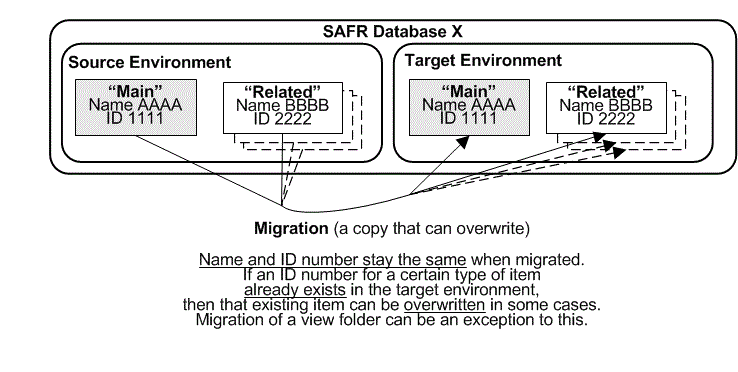 SAFR Database X
Source Environment
“Main”
Name AAAA
ID 1111
“Related”
Name BBBB
ID 2222
Target Environment
“Main”
Name AAAA
ID 1111
“Related”
Name BBBB
ID 2222
Migration (a copy that can overwrite)
Name and ID number stay the same when migrated.
If an ID number for a certain type of item
already exists in the target environment,
then that existing item can be overwritten in some cases.
Migration of a view folder can be an exception to this.